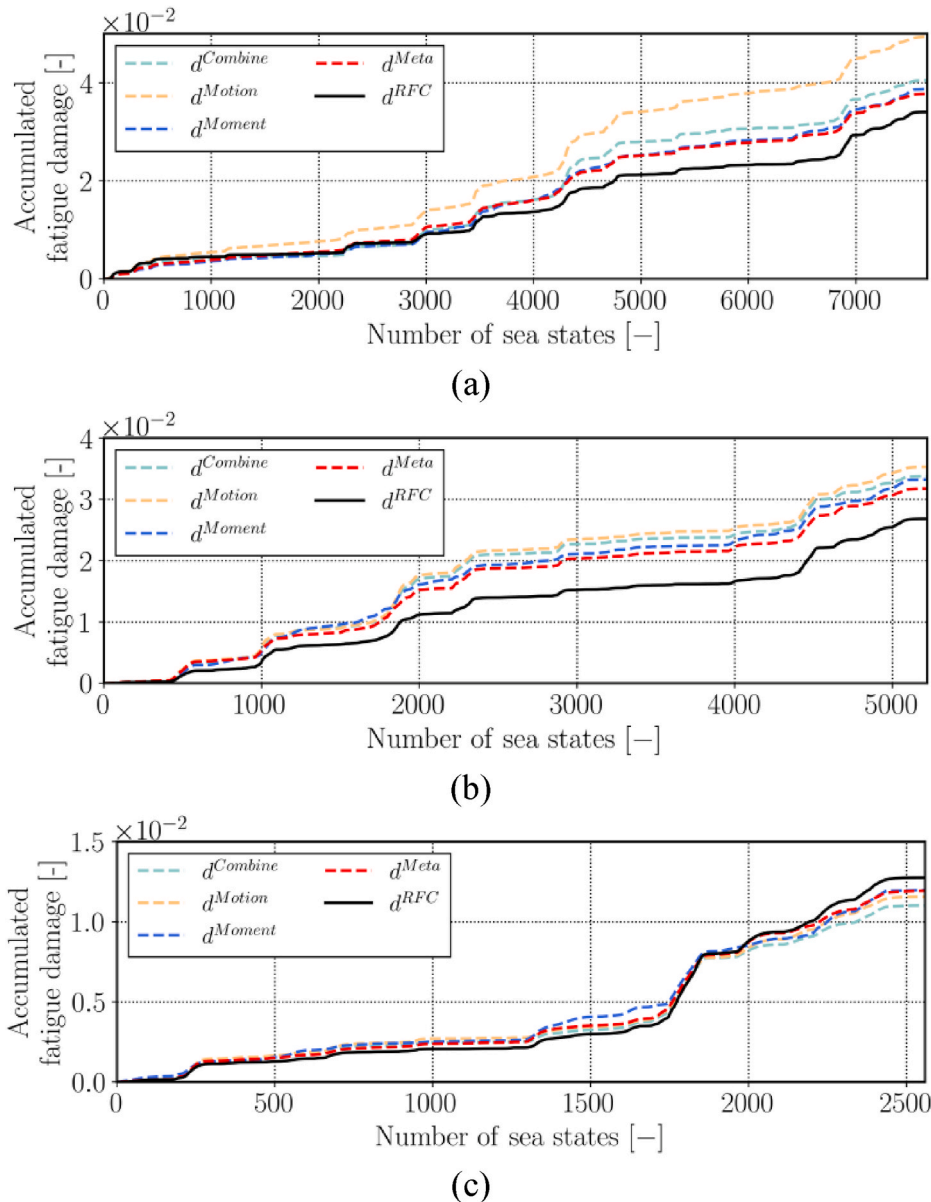 ×10⁻²
Accumulated
fatigue damage [-]
4
2
0
d^Combine
d^Motion
d^Moment
d^Meta
d^RFC
0 1000 2000 3000 4000 5000 6000 7000
Number of sea states [−]
(a)
×10⁻²
Accumulated
fatigue damage [-]
4
3
2
1
0
d^Combine
d^Motion
d^Moment
d^Meta
d^RFC
0 1000 2000 3000 4000 5000
Number of sea states [−]
(b)
×10⁻²
Accumulated
fatigue damage [-]
1.5
1.0
0.5
0.0
d^Combine
d^Motion
d^Moment
d^Meta
d^RFC
0 500 1000 1500 2000 2500
Number of sea states [−]
(c)